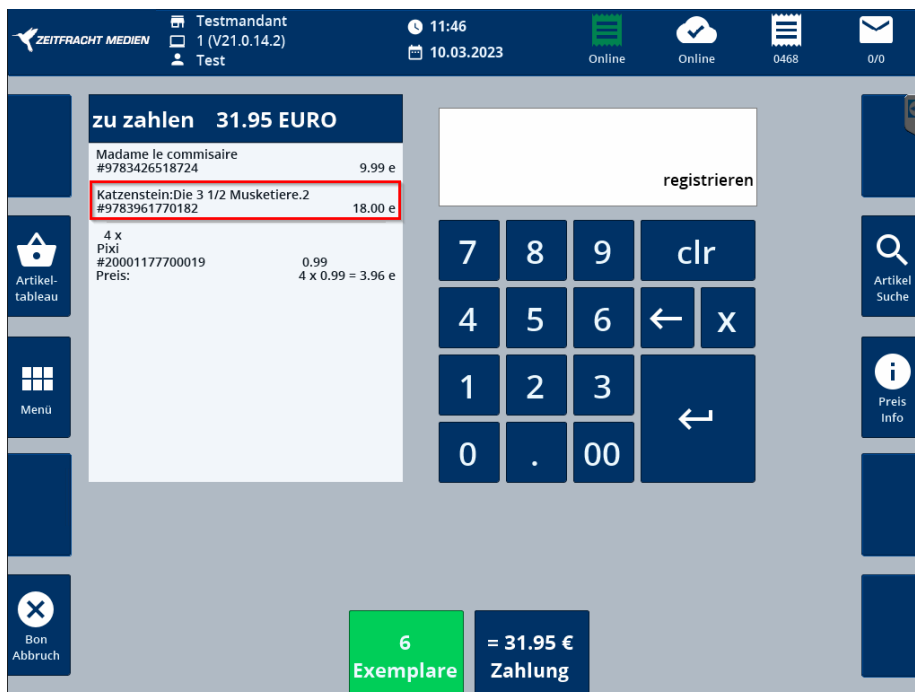 ZEITFRACHT MEDIEN
Testmandant
1 (V21.0.14.2)
Test
11:46
10.03.2023
Online
Online
0468
0/0
zu zahlen 31.95 EURO
Madame le commisaire
#9783426518724 9.99 e
Katzenstein:Die 3 1/2 Musketiere.2
#9783961770182 18.00 e
4 x
Pixi
#20001177700019 0.99
Preis: 4 x 0.99 = 3.96 e
registrieren
7 8 9 clr
4 5 6 ← x
1 2 3
0 . 00
Artikel-
tableau
Menü
Bon
Abbruch
Artikel
Suche
Preis
Info
6
Exemplare
= 31.95 €
Zahlung